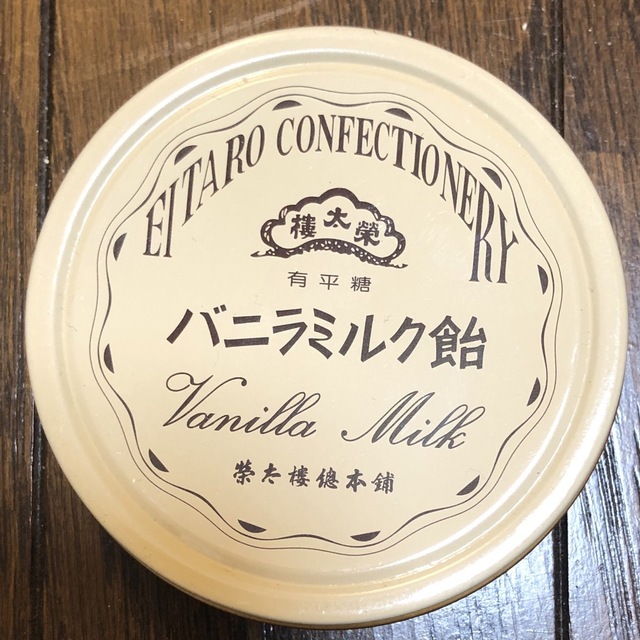 EITARO CONFECTIONERY
榮太樓
有平糖
バニラミルク飴
Vanilla Milk
榮太樓總本鋪